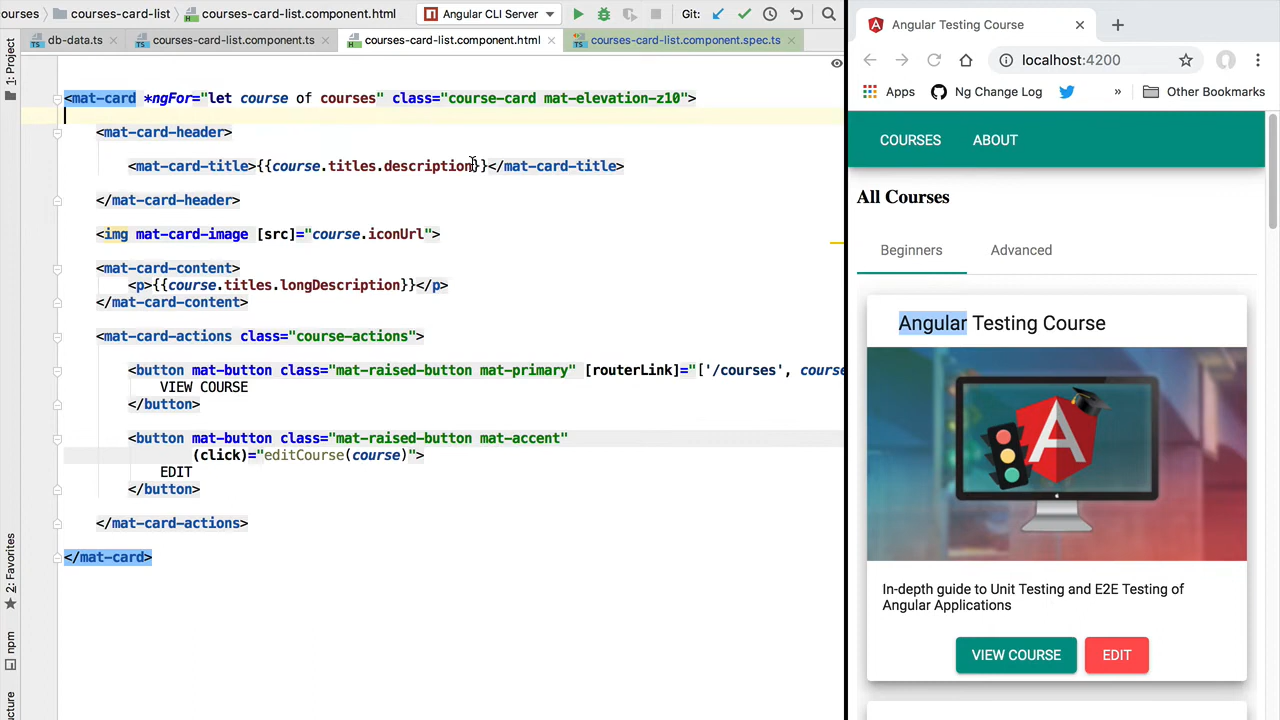 ourses
courses-card-list
courses-card-list.component.html
Angular CLI Server
Git:
db-data.ts
courses-card-list.component.ts
courses-card-list.component.html
courses-card-list.component.spec.ts
1: Project
2: Favorites
npm
ructure
<mat-card *ngFor="let course of courses" class="course-card mat-elevation-z10">
<mat-card-header>
<mat-card-title>{{course.titles.description}}</mat-card-title>
</mat-card-header>
<img mat-card-image [src]="course.iconUrl">
<mat-card-content>
<p>{{course.titles.longDescription}}</p>
</mat-card-content>
<mat-card-actions class="course-actions">
<button mat-button class="mat-raised-button mat-primary" [routerLink]="['/courses', course
VIEW COURSE
</button>
<button mat-button class="mat-raised-button mat-accent"
(click)="editCourse(course)">
EDIT
</button>
</mat-card-actions>
</mat-card>
Angular Testing Course
localhost:4200
Apps
Ng Change Log
»
Other Bookmarks
COURSES
ABOUT
All Courses
Beginners
Advanced
Angular Testing Course
A
In-depth guide to Unit Testing and E2E Testing of
Angular Applications
VIEW COURSE
EDIT